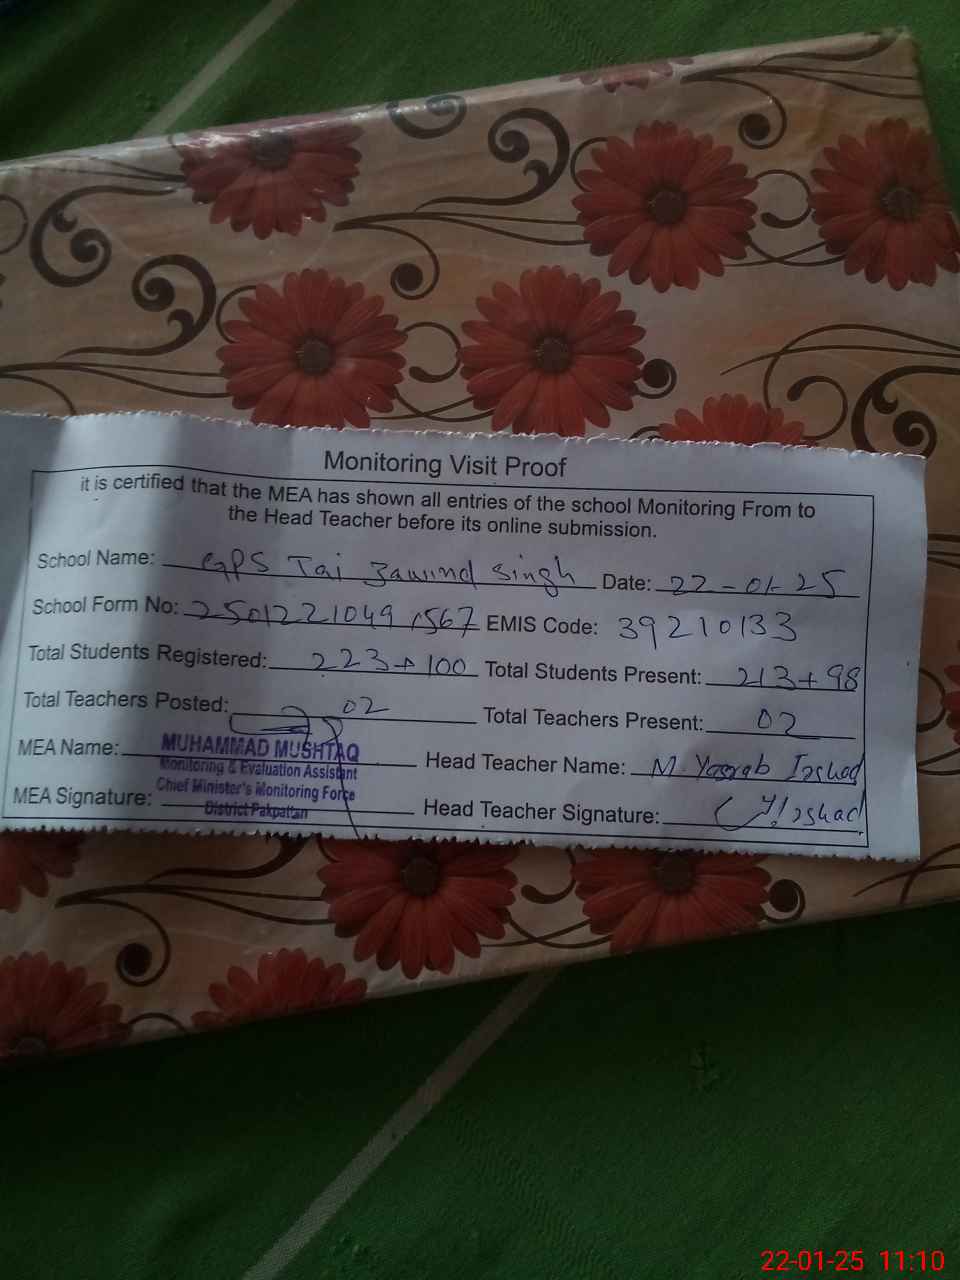 Monitoring Visit Proof
it is certified that the MEA has shown all entries of the school Monitoring From to
the Head Teacher before its online submission.
School Name: GPS Tai Zawind Singh Date: 22-01-25
School Form No: 2501221049 1567 EMIS Code: 39210133
Total Students Registered: 223+100 Total Students Present: 213+98
Total Teachers Posted: 02 Total Teachers Present: 02
MEA Name: MUHAMMAD MUSHTAQ Head Teacher Name: M. Irshad
Monitoring & Evaluation Assistant
Chief Minister's Monitoring Force
MEA Signature: District Pakpattan Head Teacher Signature: Irshad
22-01-25 11:10